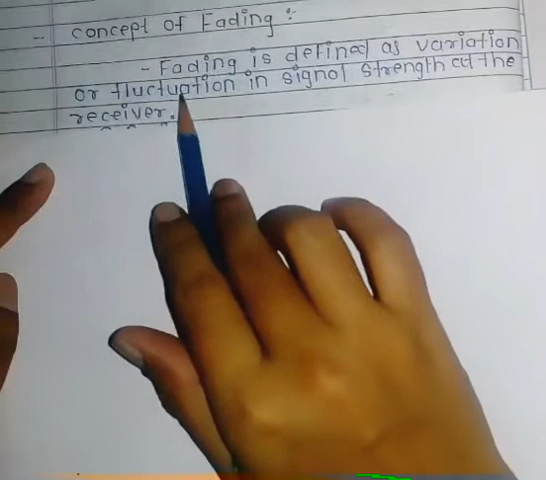 - concept of Fading :
- Fading is defined as variation
or fluctuation in signal strength at the
receiver.